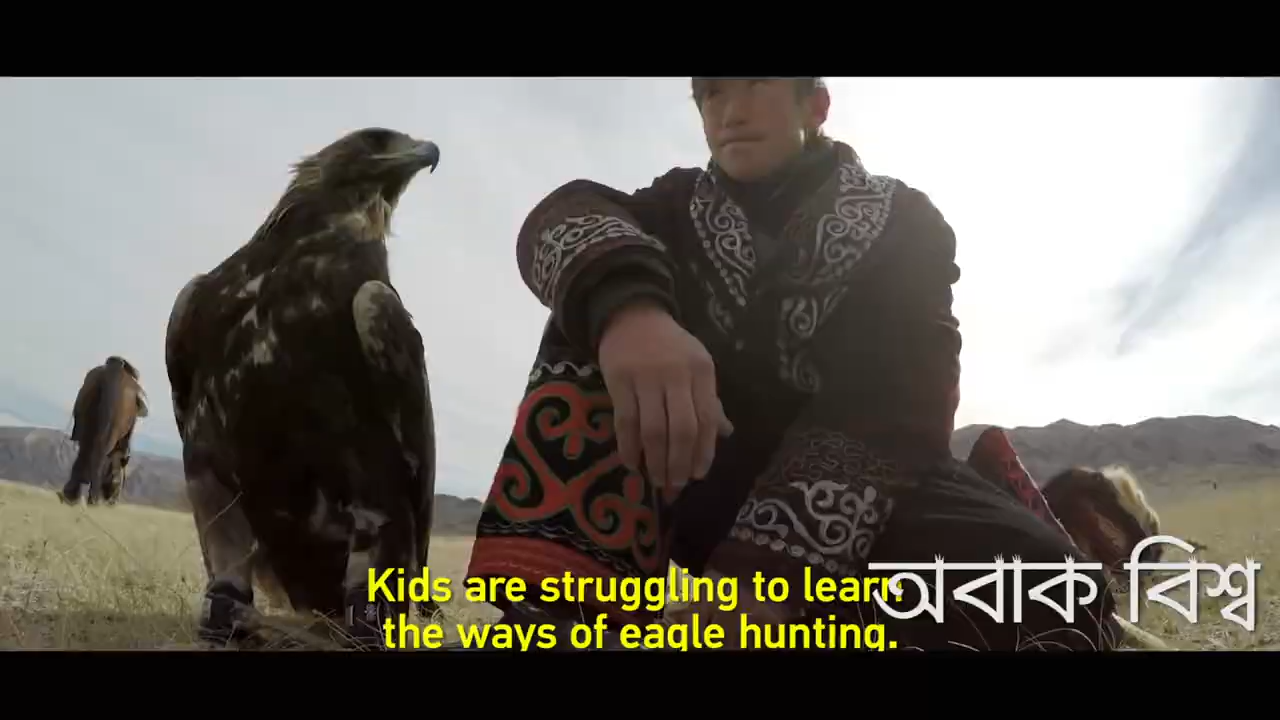 Kids are struggling to learn
the ways of eagle hunting.
অবাক বিশ্ব